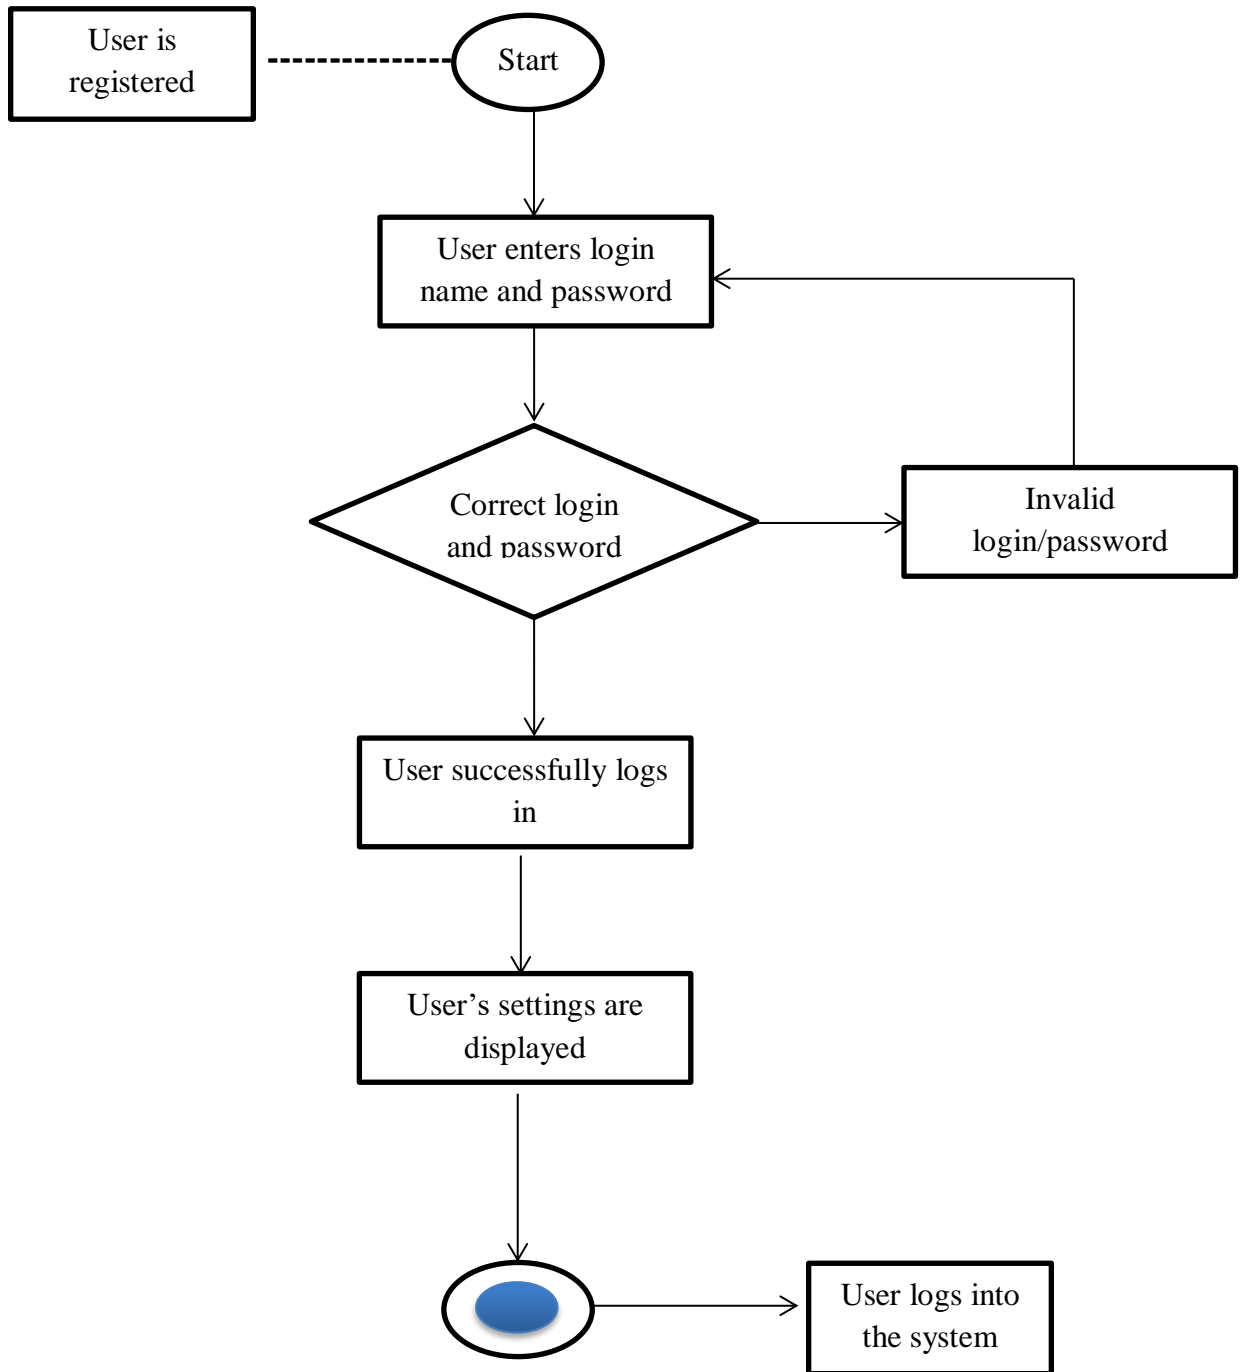 User is
registered
Start
User enters login
name and password
Correct login
and password
Invalid
login/password
User successfully logs
in
User’s settings are
displayed
User logs into
the system